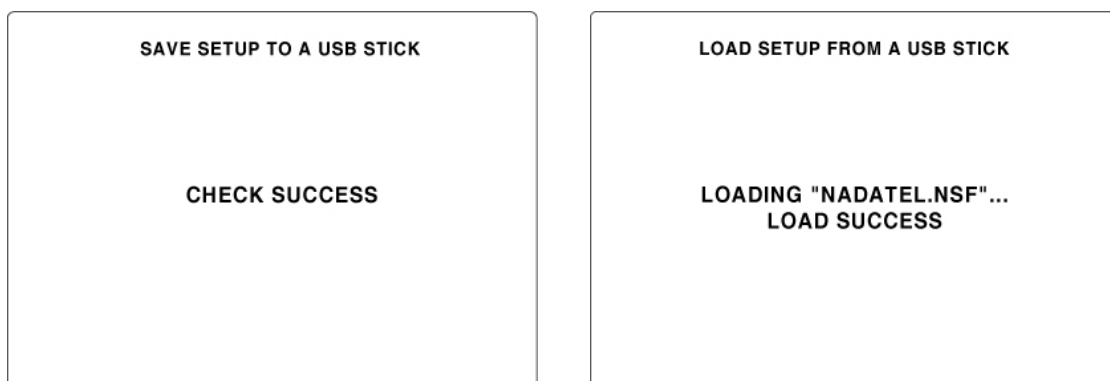 SAVE SETUP TO A USB STICK
CHECK SUCCESS
LOAD SETUP FROM A USB STICK
LOADING "NADATEL.NSF"...
LOAD SUCCESS